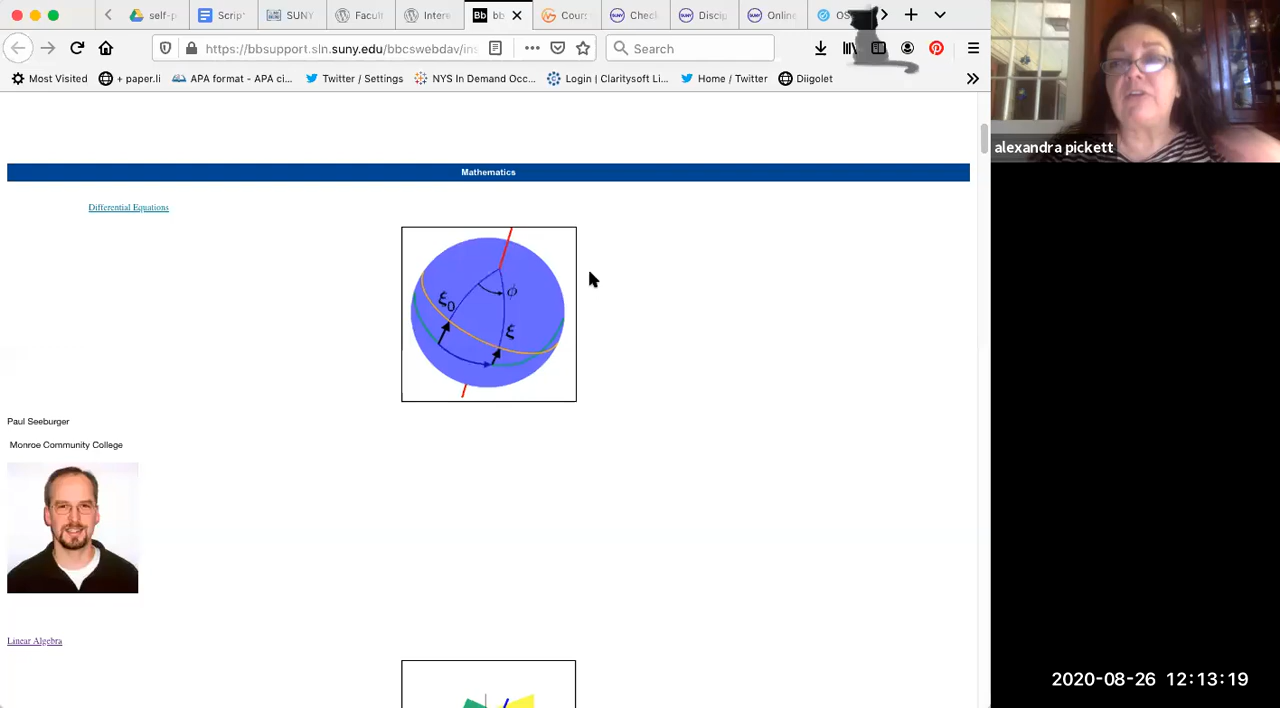 self-p
Scrip
SUNY
Facult
Intere
Bb bb
Cours
Check
Discip
Online
OS
https://bbsupport.sln.suny.edu/bbcswebdav/ins
Search
Most Visited
+ paper.li
APA format - APA ci...
Twitter / Settings
NYS In Demand Occ...
Login | Claritysoft Li...
Home / Twitter
Diigolet
alexandra pickett
Mathematics
Differential Equations
ξ0
ϕ
ξ
Paul Seeburger
Monroe Community College
Linear Algebra
2020-08-26 12:13:19